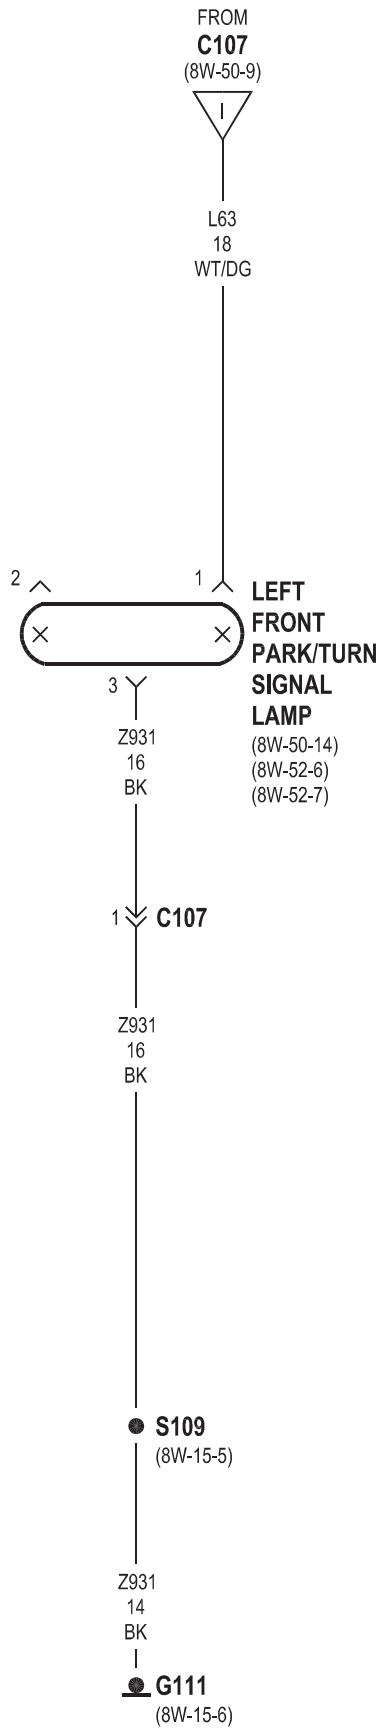 FROM
C107
(8W-50-9)
I
L63
18
WT/DG
2
1
LEFT
FRONT
PARK/TURN
SIGNAL
LAMP
(8W-50-14)
(8W-52-6)
(8W-52-7)
3
Z931
16
BK
1 C107
Z931
16
BK
S109
(8W-15-5)
Z931
14
BK
G111
(8W-15-6)